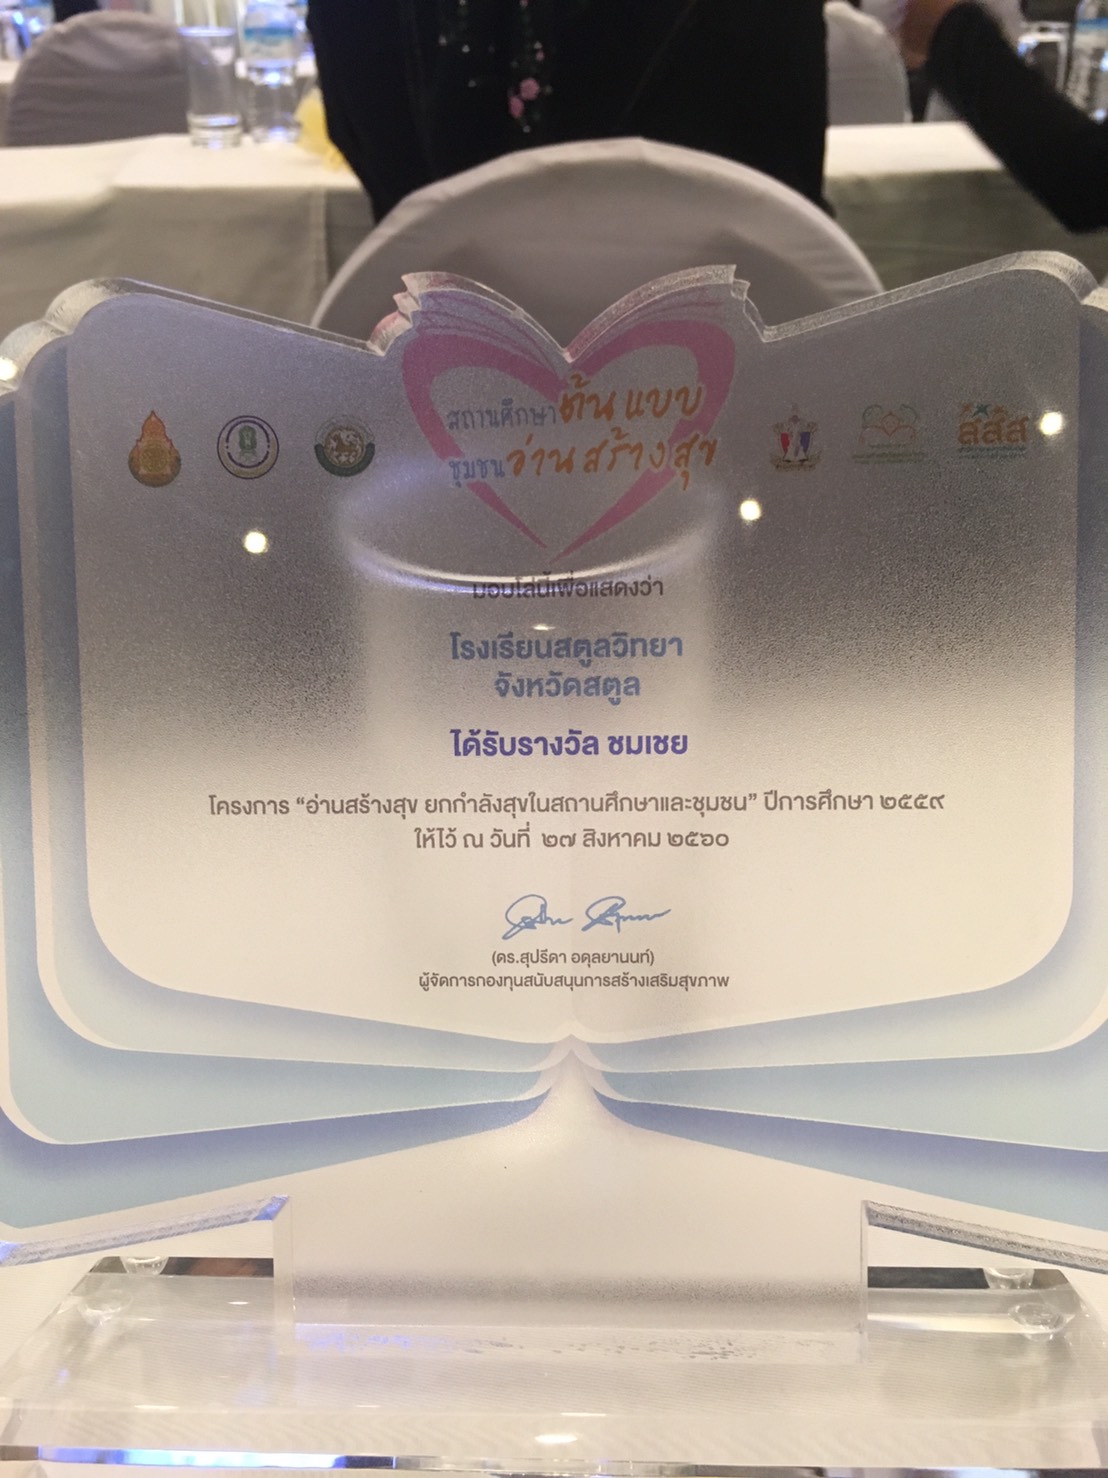 สถานศึกษาต้นแบบ
ชุมชนอ่านสร้างสุข
สสส
มอบโล่นี้เพื่อแสดงว่า
โรงเรียนสตูลวิทยา
จังหวัดสตูล
ได้รับรางวัล ชมเชย
โครงการ “อ่านสร้างสุข ยกกำลังสุขในสถานศึกษาและชุมชน” ปีการศึกษา ๒๕๕๙
ให้ไว้ ณ วันที่ ๒๗ สิงหาคม ๒๕๖๐
(ดร.สุปรีดา อดุลยานนท์)
ผู้จัดการกองทุนสนับสนุนการสร้างเสริมสุขภาพ